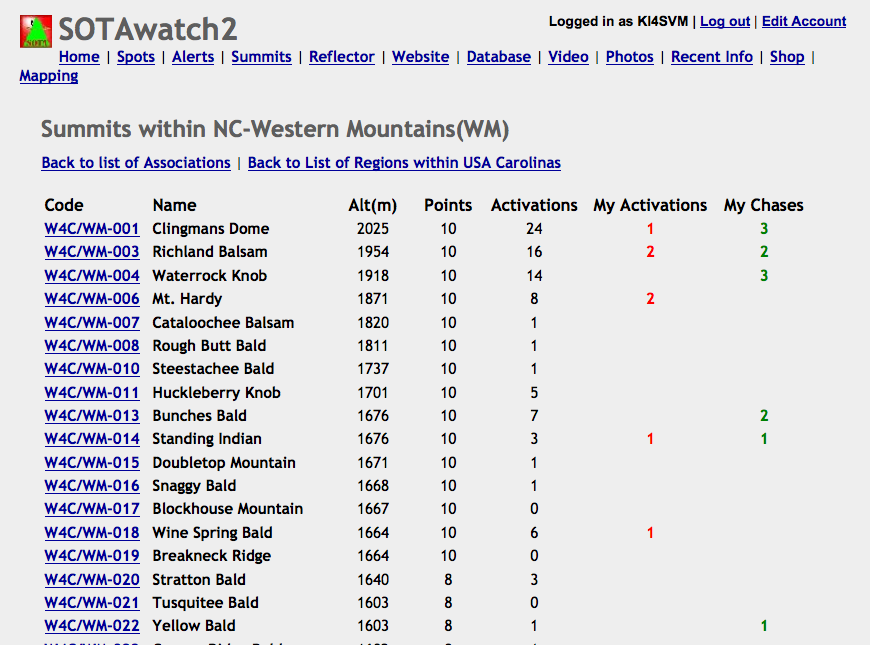 SOTAwatch2
Logged in as KI4SVM | Log out | Edit Account
Home | Spots | Alerts | Summits | Reflector | Website | Database | Video | Photos | Recent Info | Shop |
Mapping
Summits within NC-Western Mountains(WM)
Back to list of Associations | Back to List of Regions within USA Carolinas
Code Name Alt(m) Points Activations My Activations My Chases
W4C/WM-001 Clingmans Dome 2025 10 24 1 3
W4C/WM-003 Richland Balsam 1954 10 16 2 2
W4C/WM-004 Waterrock Knob 1918 10 14 3
W4C/WM-006 Mt. Hardy 1871 10 8 2
W4C/WM-007 Cataloochee Balsam 1820 10 1
W4C/WM-008 Rough Butt Bald 1811 10 1
W4C/WM-010 Steestachee Bald 1737 10 1
W4C/WM-011 Huckleberry Knob 1701 10 5
W4C/WM-013 Bunches Bald 1676 10 7 2
W4C/WM-014 Standing Indian 1676 10 3 1 1
W4C/WM-015 Doubletop Mountain 1671 10 1
W4C/WM-016 Snaggy Bald 1668 10 1
W4C/WM-017 Blockhouse Mountain 1667 10 0
W4C/WM-018 Wine Spring Bald 1664 10 6 1
W4C/WM-019 Breakneck Ridge 1664 10 0
W4C/WM-020 Stratton Bald 1640 8 3
W4C/WM-021 Tusquitee Bald 1603 8 0
W4C/WM-022 Yellow Bald 1603 8 1 1